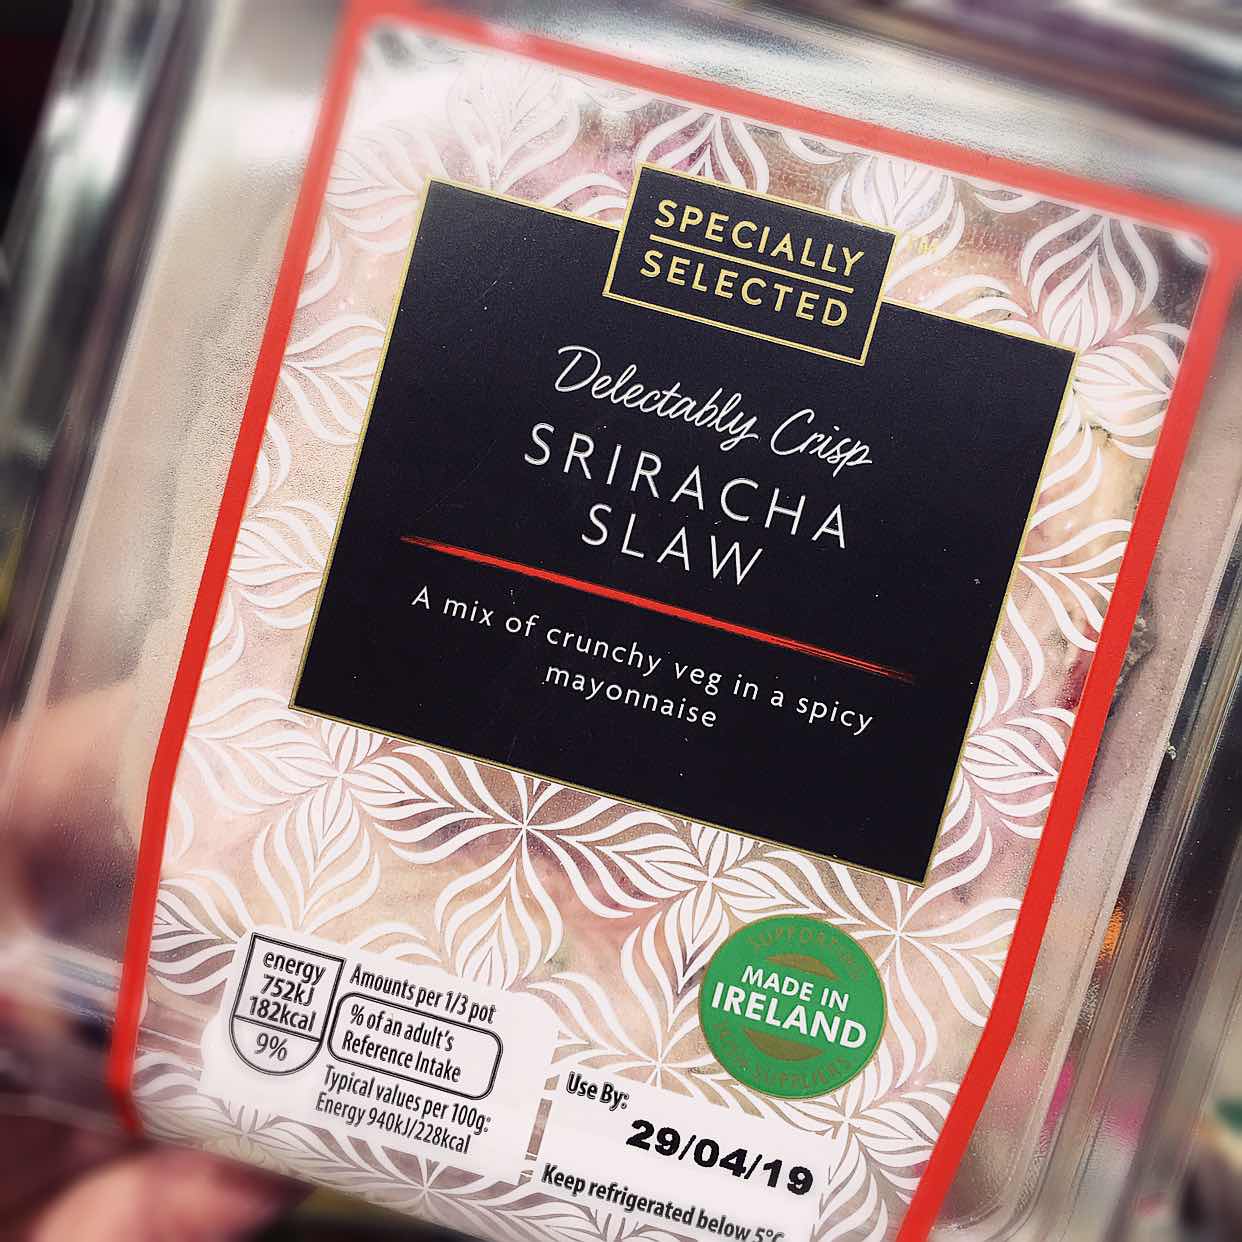 SPECIALLY
SELECTED
Delectably Crisp
SRIRACHA
SLAW
A mix of crunchy veg in a spicy
mayonnaise
SUPPORTING
MADE IN
IRELAND
SUPPLIERS
energy
752kJ
182kcal
9%
Amounts per 1/3 pot
% of an adult's
Reference Intake
Typical values per 100g:
Energy 940kJ/228kcal
Use By:
29/04/19
Keep refrigerated below 5°C